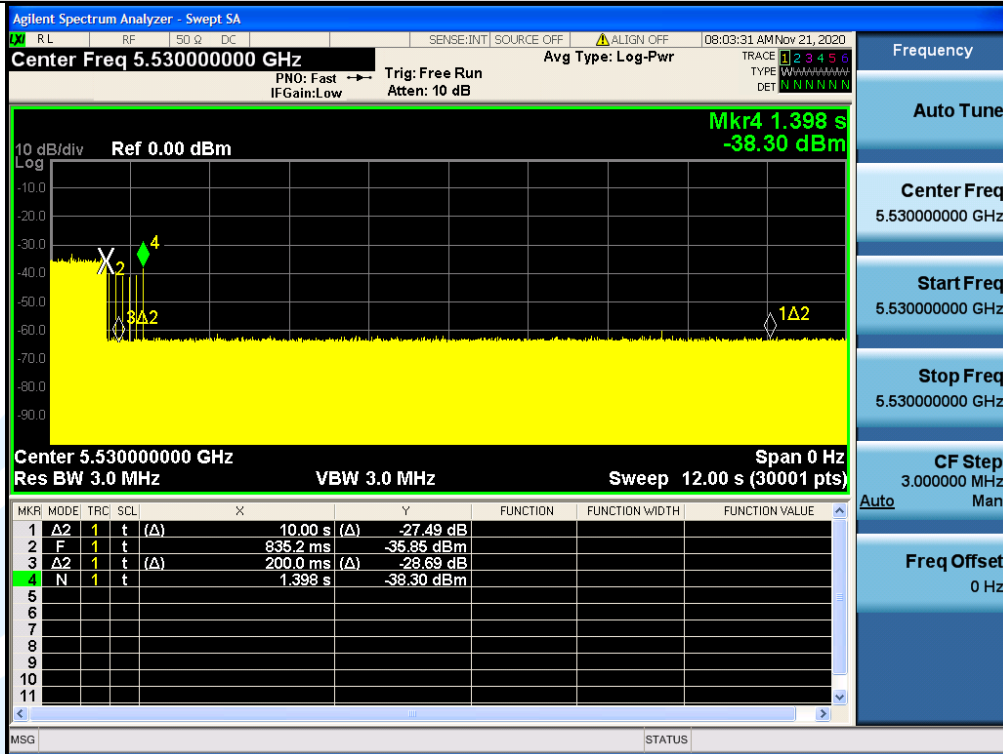 Agilent Spectrum Analyzer - Swept SA
LXI RL RF 50 Ω DC SENSE:INT SOURCE OFF ALIGN OFF 08:03:31 AM Nov 21, 2020
Center Freq 5.530000000 GHz
PNO: Fast
IFGain:Low
Trig: Free Run
Atten: 10 dB
Avg Type: Log-Pwr
TRACE 1 2 3 4 5 6
TYPE
DET N N N N N N
Mkr4 1.398 s
-38.30 dBm
10 dB/div Ref 0.00 dBm
Log
-10.0
-20.0
-30.0
-40.0
-50.0
-60.0
-70.0
-80.0
-90.0
X2
4
3Δ2
1Δ2
Center 5.530000000 GHz Span 0 Hz
Res BW 3.0 MHz VBW 3.0 MHz Sweep 12.00 s (30001 pts)
MKR MODE TRC SCL X Y FUNCTION FUNCTION WIDTH FUNCTION VALUE
1 Δ2 1 t (Δ) 10.00 s (Δ) -27.49 dB
2 F 1 t 835.2 ms -35.85 dBm
3 Δ2 1 t (Δ) 200.0 ms (Δ) -28.69 dB
4 N 1 t 1.398 s -38.30 dBm
5
6
7
8
9
10
11
MSG STATUS
Frequency
Auto Tune
Center Freq
5.530000000 GHz
Start Freq
5.530000000 GHz
Stop Freq
5.530000000 GHz
CF Step
3.000000 MHz
Auto Man
Freq Offset
0 Hz